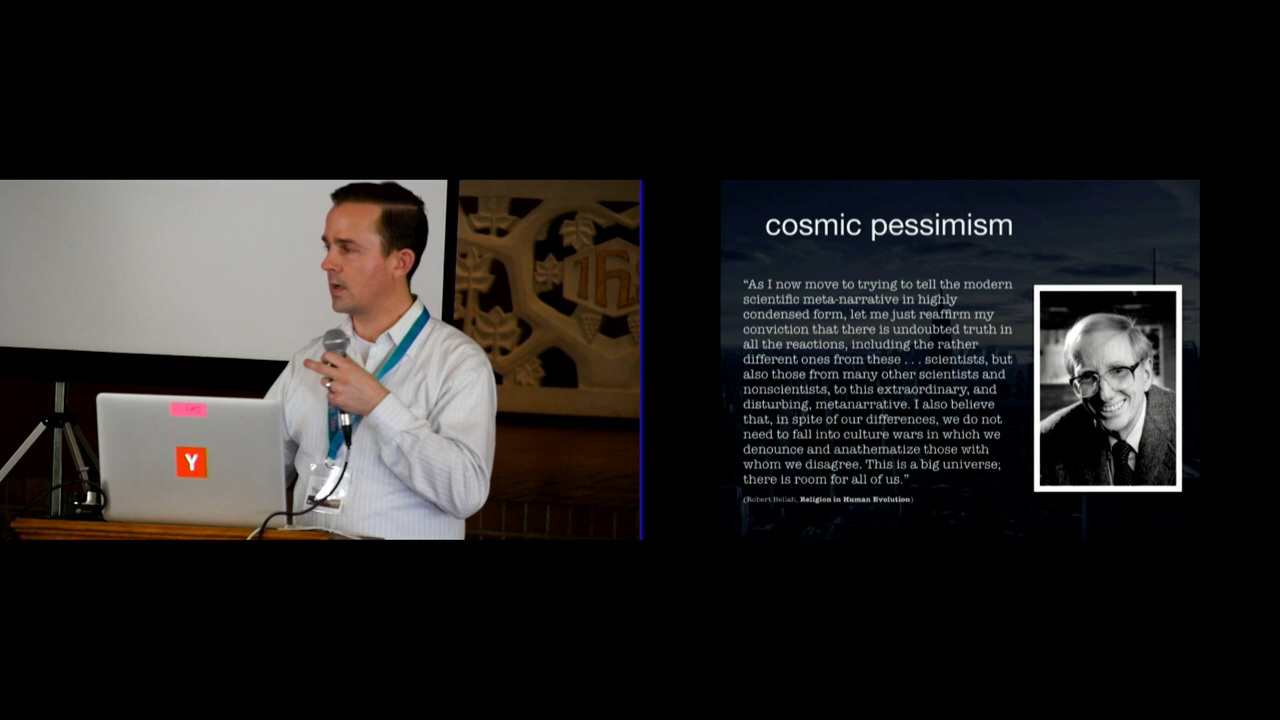 IHS
Y
cosmic pessimism
“As I now move to trying to tell the modern
scientific meta-narrative in highly
condensed form, let me just reaffirm my
conviction that there is undoubted truth in
all the reactions, including the rather
different ones from these . . . scientists, but
also those from many other scientists and
nonscientists, to this extraordinary, and
disturbing, metanarrative. I also believe
that, in spite of our differences, we do not
need to fall into culture wars in which we
denounce and anathematize those with
whom we disagree. This is a big universe;
there is room for all of us.”
(Robert Bellah, Religion in Human Evolution)